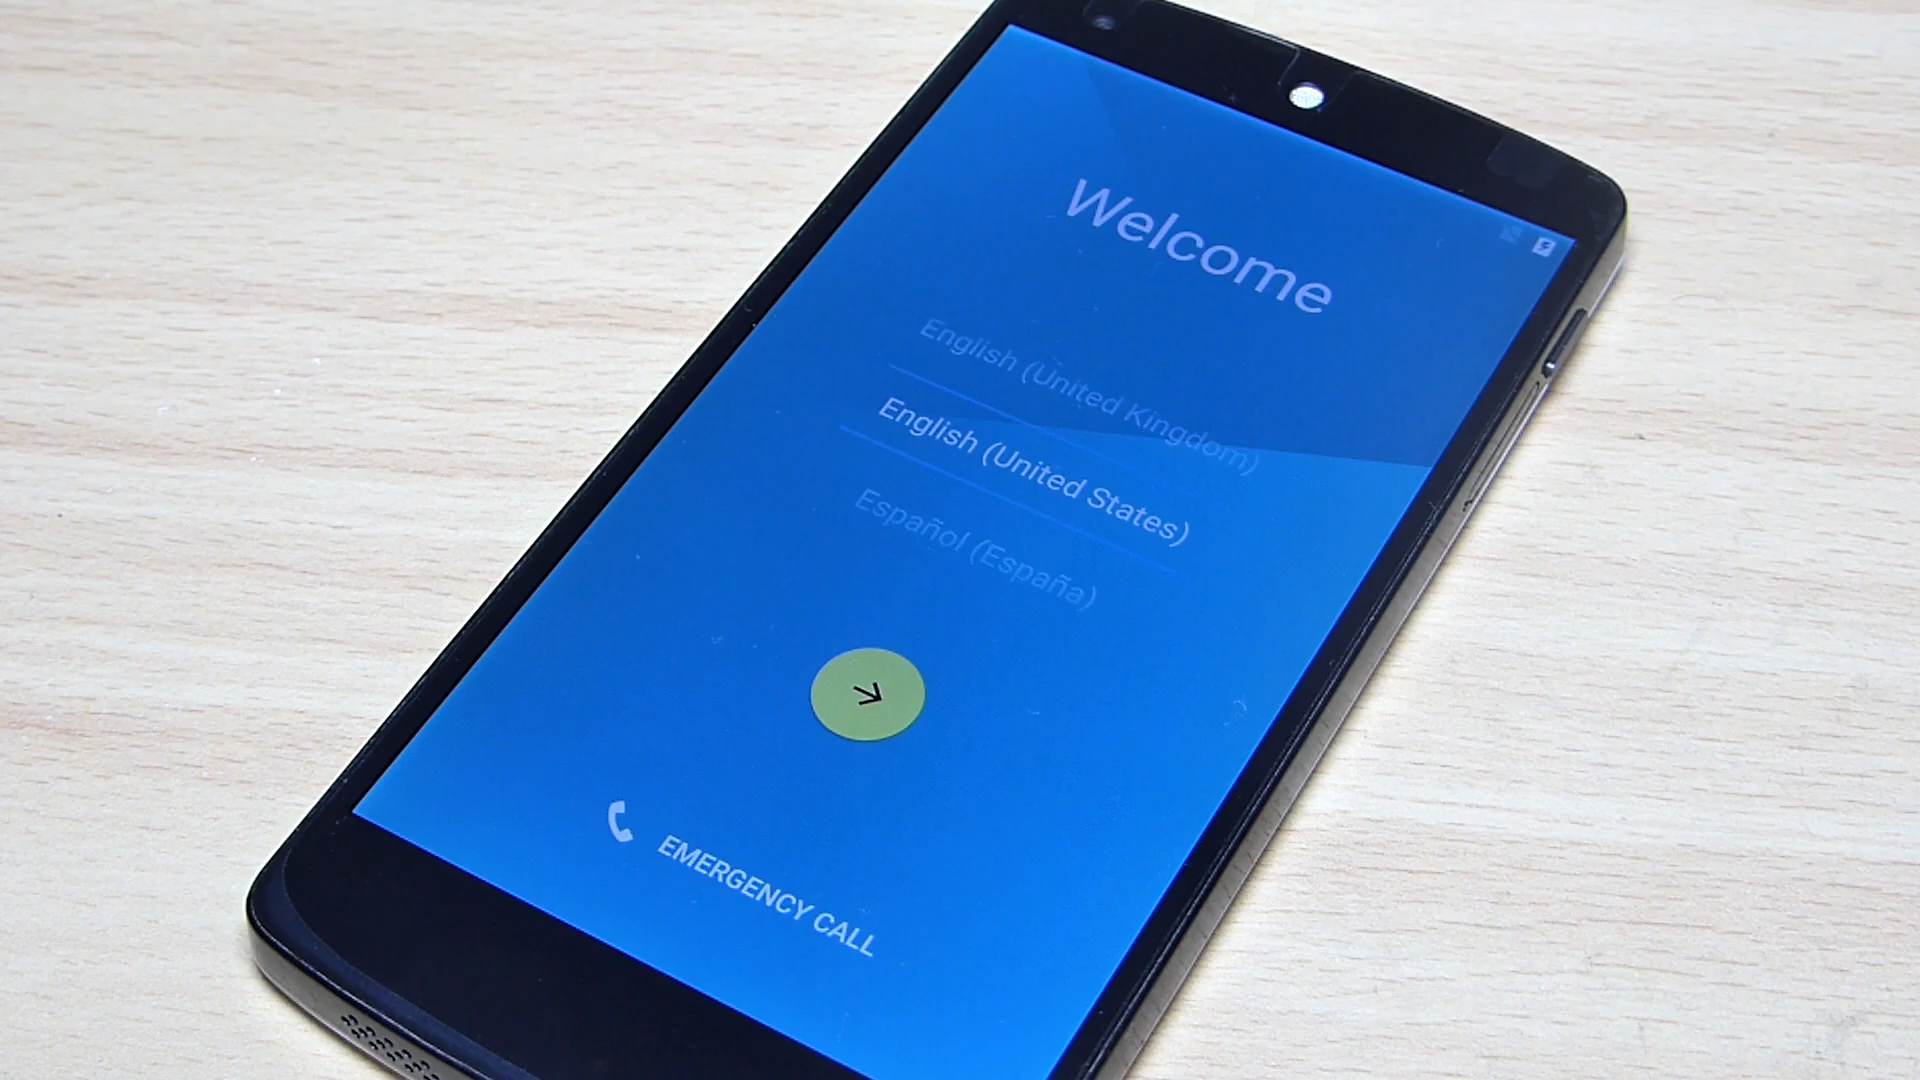 Welcome
English (United Kingdom)
English (United States)
Español (España)
EMERGENCY CALL